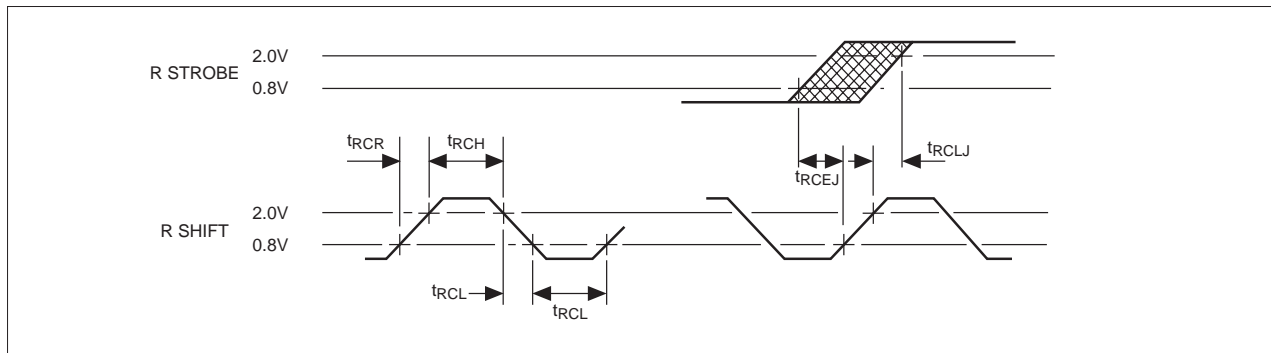 R STROBE
2.0V
0.8V
tRCR
tRCH
tRCEJ
tRCLJ
R SHIFT
2.0V
0.8V
tRCL
tRCL